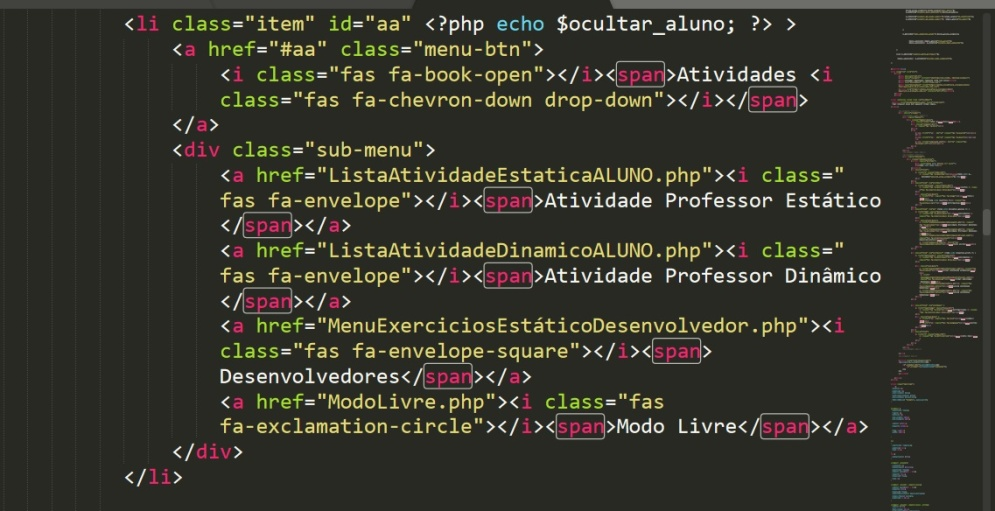 <li class="item" id="aa" <?php echo $ocultar_aluno; ?> >
<a href="#aa" class="menu-btn">
<i class="fas fa-book-open"></i><span>Atividades <i
class="fas fa-chevron-down drop-down"></i></span>
</a>
<div class="sub-menu">
<a href="ListaAtividadeEstaticaALUNO.php"><i class="
fas fa-envelope"></i><span>Atividade Professor Estático
</span></a>
<a href="ListaAtividadeDinamicoALUNO.php"><i class="
fas fa-envelope"></i><span>Atividade Professor Dinâmico
</span></a>
<a href="MenuExerciciosEstáticoDesenvolvedor.php"><i
class="fas fa-envelope-square"></i><span>
Desenvolvedores</span></a>
<a href="ModoLivre.php"><i class="fas
fa-exclamation-circle"></i><span>Modo Livre</span></a>
</div>
</li>